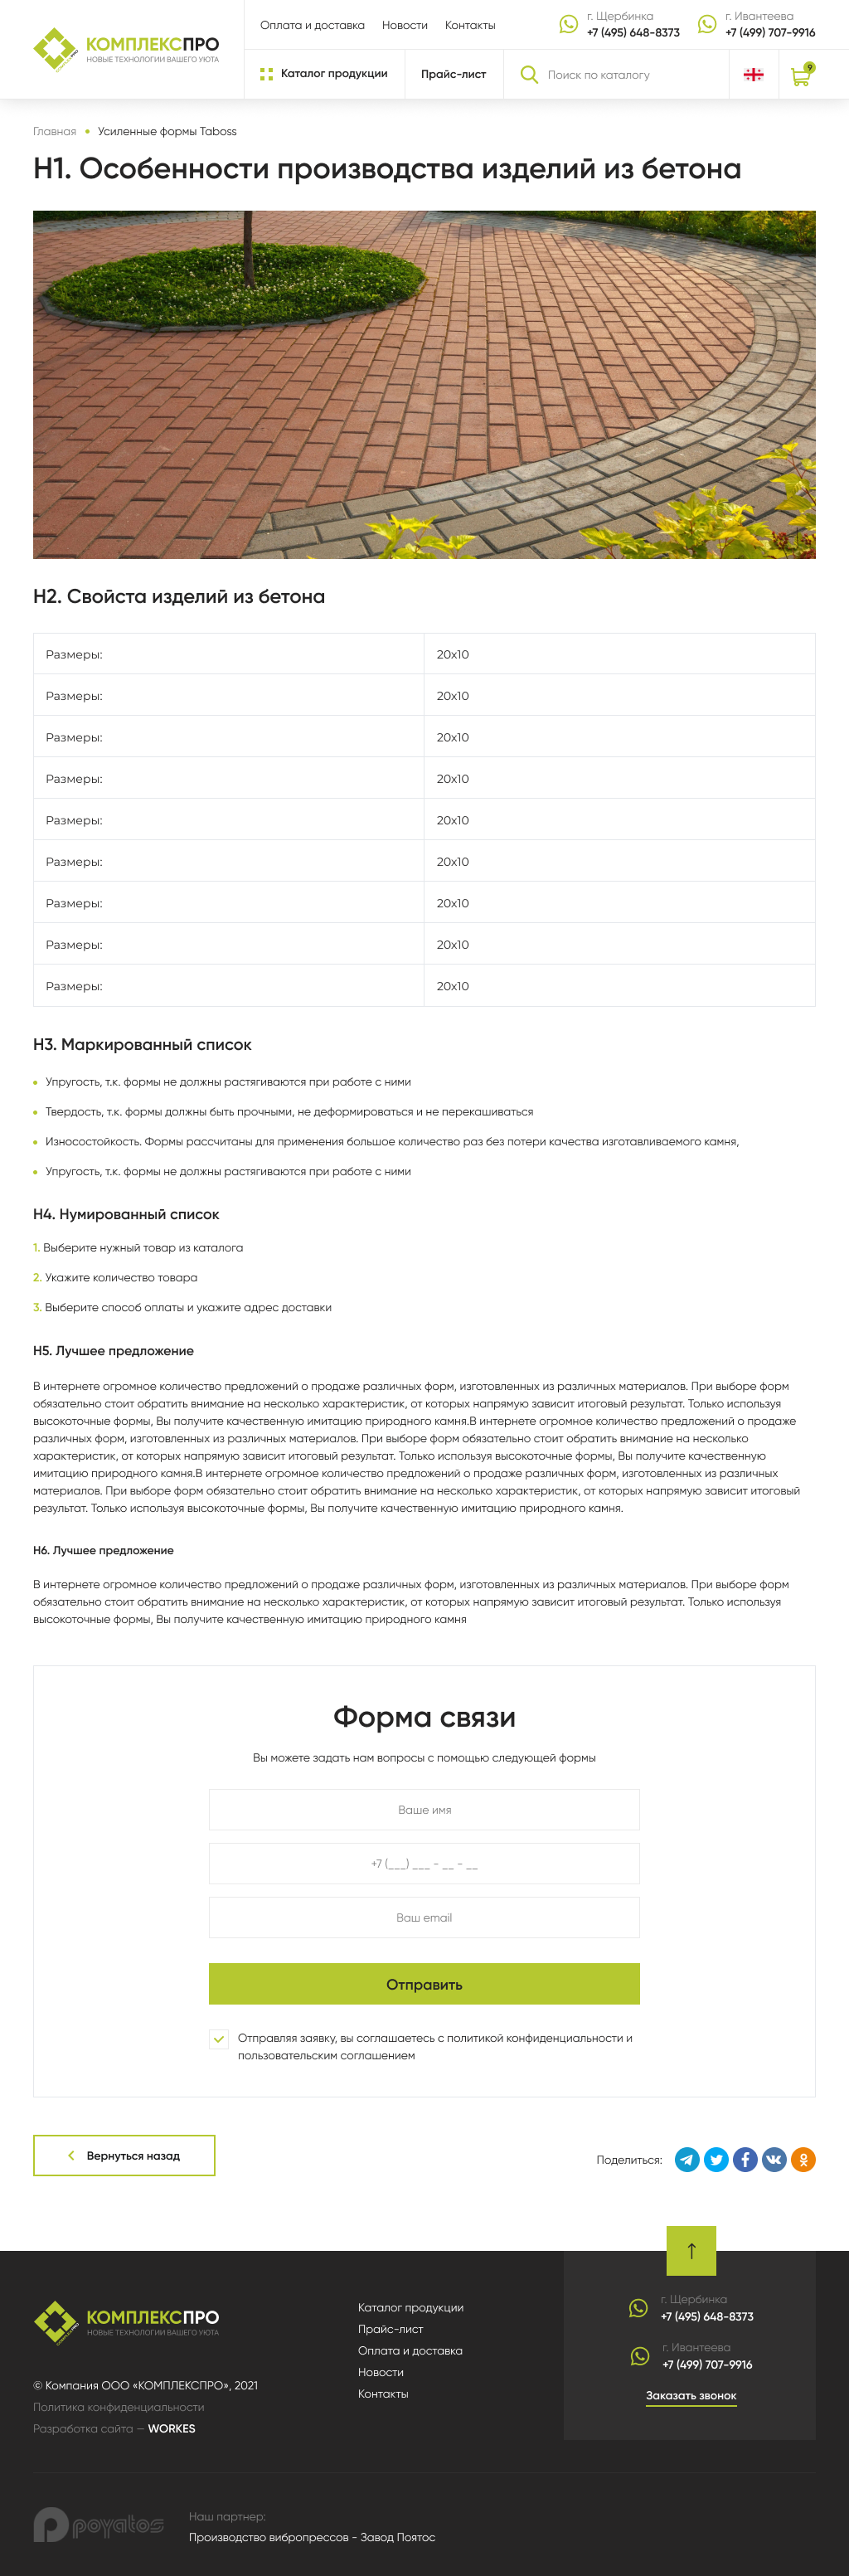 КОМПЛЕКСПРО
НОВЫЕ ТЕХНОЛОГИИ ВАШЕГО УЮТА
Оплата и доставка Новости Контакты
г. Щербинка
+7 (495) 648-8373
г. Ивантеева
+7 (499) 707-9916
Каталог продукции
Прайс-лист
Поиск по каталогу
9
Главная • Усиленные формы Taboss
H1. Особенности производства изделий из бетона
H2. Свойста изделий из бетона
Размеры: 20x10
Размеры: 20x10
Размеры: 20x10
Размеры: 20x10
Размеры: 20x10
Размеры: 20x10
Размеры: 20x10
Размеры: 20x10
Размеры: 20x10
H3. Маркированный список
• Упругость, т.к. формы не должны растягиваются при работе с ними
• Твердость, т.к. формы должны быть прочными, не деформироваться и не перекашиваться
• Износостойкость. Формы рассчитаны для применения большое количество раз без потери качества изготавливаемого камня,
• Упругость, т.к. формы не должны растягиваются при работе с ними
H4. Нумированный список
1. Выберите нужный товар из каталога
2. Укажите количество товара
3. Выберите способ оплаты и укажите адрес доставки
H5. Лучшее предложение
В интернете огромное количество предложений о продаже различных форм, изготовленных из различных материалов. При выборе форм
обязательно стоит обратить внимание на несколько характеристик, от которых напрямую зависит итоговый результат. Только используя
высокоточные формы, Вы получите качественную имитацию природного камня.В интернете огромное количество предложений о продаже
различных форм, изготовленных из различных материалов. При выборе форм обязательно стоит обратить внимание на несколько
характеристик, от которых напрямую зависит итоговый результат. Только используя высокоточные формы, Вы получите качественную
имитацию природного камня.В интернете огромное количество предложений о продаже различных форм, изготовленных из различных
материалов. При выборе форм обязательно стоит обратить внимание на несколько характеристик, от которых напрямую зависит итоговый
результат. Только используя высокоточные формы, Вы получите качественную имитацию природного камня.
H6. Лучшее предложение
В интернете огромное количество предложений о продаже различных форм, изготовленных из различных материалов. При выборе форм
обязательно стоит обратить внимание на несколько характеристик, от которых напрямую зависит итоговый результат. Только используя
высокоточные формы, Вы получите качественную имитацию природного камня
Форма связи
Вы можете задать нам вопросы с помощью следующей формы
Ваше имя
+7 (___) ___ - __ - __
Ваш email
Отправить
Отправляя заявку, вы соглашаетесь с политикой конфиденциальности и
пользовательским соглашением
Вернуться назад
Поделиться:
КОМПЛЕКСПРО
НОВЫЕ ТЕХНОЛОГИИ ВАШЕГО УЮТА
© Компания ООО «КОМПЛЕКСПРО», 2021
Политика конфиденциальности
Разработка сайта — WORKES
Каталог продукции
Прайс-лист
Оплата и доставка
Новости
Контакты
г. Щербинка
+7 (495) 648-8373
г. Ивантеева
+7 (499) 707-9916
Заказать звонок
poyatos
Наш партнер:
Производство вибропрессов - Завод Поятос